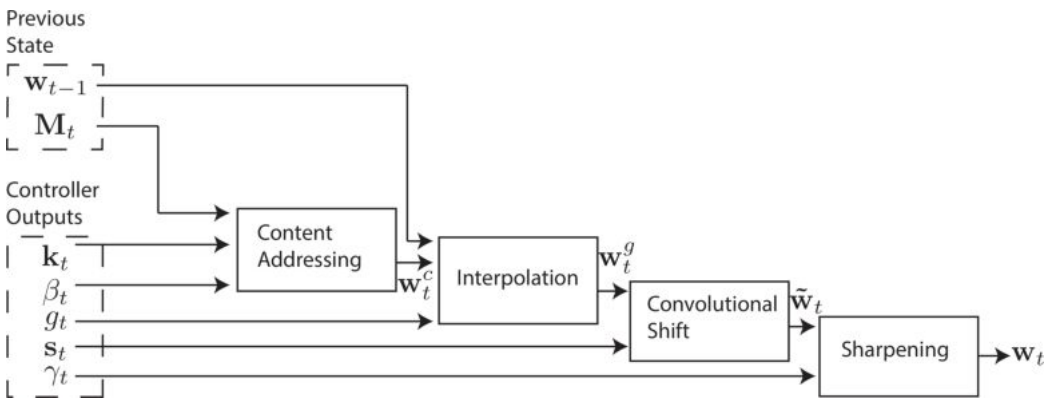 Previous
State
w_{t−1}
M_t
Controller
Outputs
k_t
β_t
g_t
s_t
γ_t
Content
Addressing
w_t^c
Interpolation
w_t^g
Convolutional
Shift
w̃_t
Sharpening
w_t